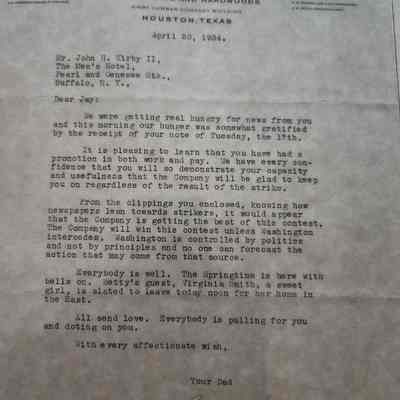 AND HARDWOODS
KIRBY LUMBER COMPANY BUILDING
HOUSTON, TEXAS
April 20, 1934.
Mr. John H. Kirby II,
The Men's Hotel,
Pearl and Genesee Sts.,
Buffalo, N. Y.,
Dear Jay:
We were getting real hungry for news from you
and this morning our hunger was somewhat gratified
by the receipt of your note of Tuesday, the 17th.
It is pleasing to learn that you have had a
promotion in both work and pay. We have every con-
fidence that you will so demonstrate your capacity
and usefulness that the Company will be glad to keep
you on regardless of the result of the strike.
From the clippings you enclosed, knowing how
newspapers lean towards strikers, it would appear
that the Company is getting the best of this contest.
The Company will win this contest unless Washington
intercedes. Washington is controlled by politics
and not by principles and no one can forecast the
action that may come from that source.
Everybody is well. The Springtime is here with
bells on. Betty's guest, Virginia Smith, a sweet
girl, is slated to leave today upon for her home in
the East.
All send love. Everybody is pulling for you
and doting on you.
With every affectionate wish,
Your Dad